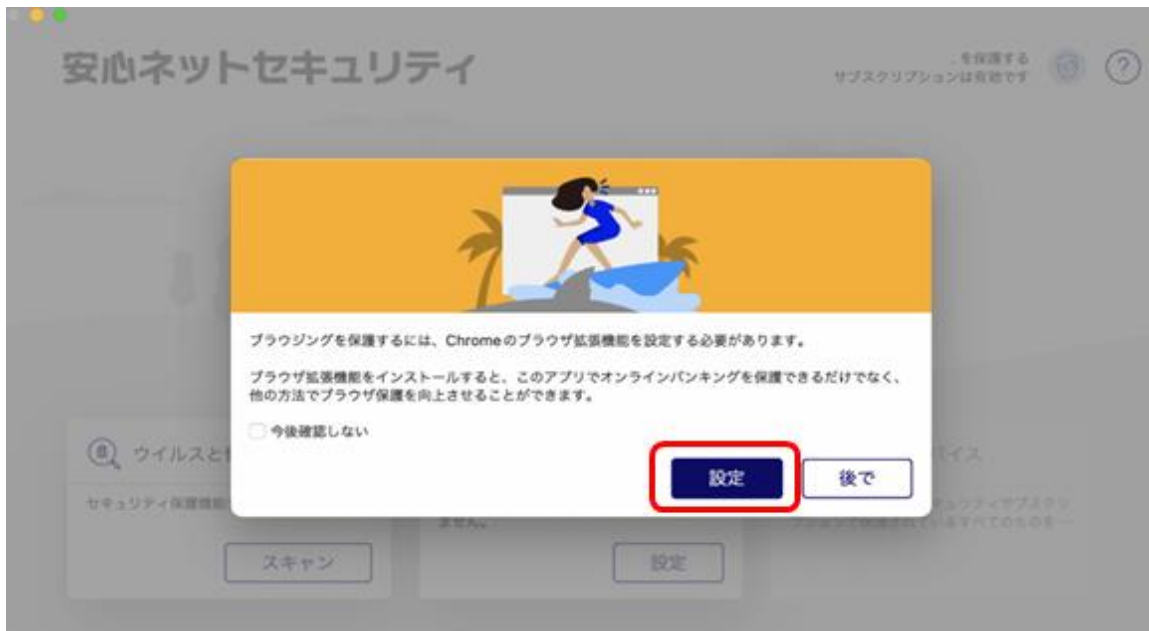 安心ネットセキュリティ
を保護する
サブスクリプションは有効です
?
ブラウジングを保護するには、Chromeのブラウザ拡張機能を設定する必要があります。
ブラウザ拡張機能をインストールすると、このアプリでオンラインバンキングを保護できるだけでなく、
他の方法でブラウザ保護を向上させることができます。
今後確認しない
設定
後で
ウイルスと
セキュリティ保護機能
スキャン
ません。
設定
バイス